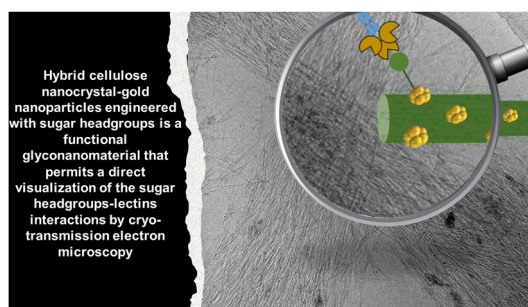 Hybrid cellulose
nanocrystal-gold
nanoparticles engineered
with sugar headgroups is a
functional
glyconanomaterial that
permits a direct
visualization of the sugar
headgroups-lectins
interactions by cryo-
transmission electron
microscopy